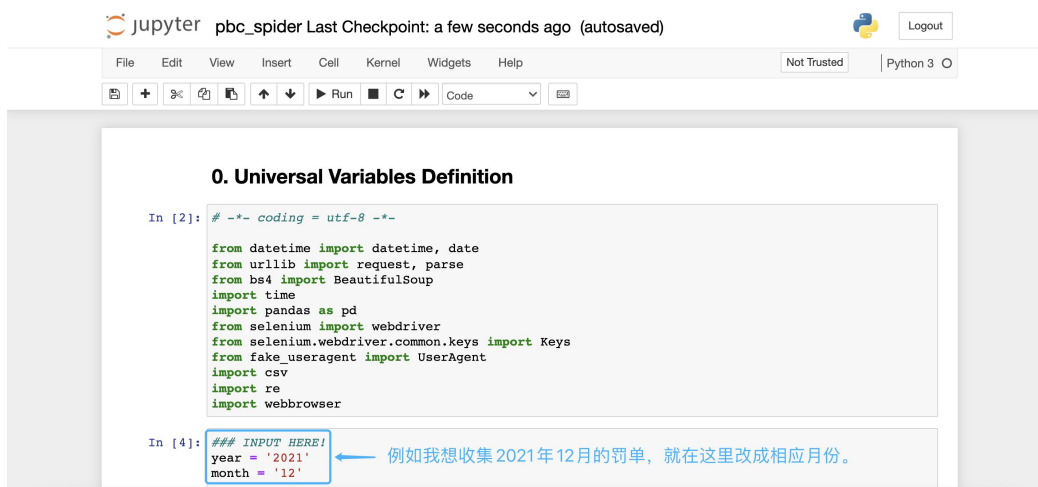 jupyter pbc_spider Last Checkpoint: a few seconds ago (autosaved) Logout
File Edit View Insert Cell Kernel Widgets Help Not Trusted Python 3
Run Code
0. Universal Variables Definition
In [2]: # -*- coding = utf-8 -*-
from datetime import datetime, date
from urllib import request, parse
from bs4 import BeautifulSoup
import time
import pandas as pd
from selenium import webdriver
from selenium.webdriver.common.keys import Keys
from fake_useragent import UserAgent
import csv
import re
import webbrowser
In [4]: ### INPUT HERE!
year = '2021' 例如我想收集2021年12月的罚单，就在这里改成相应月份。
month = '12'